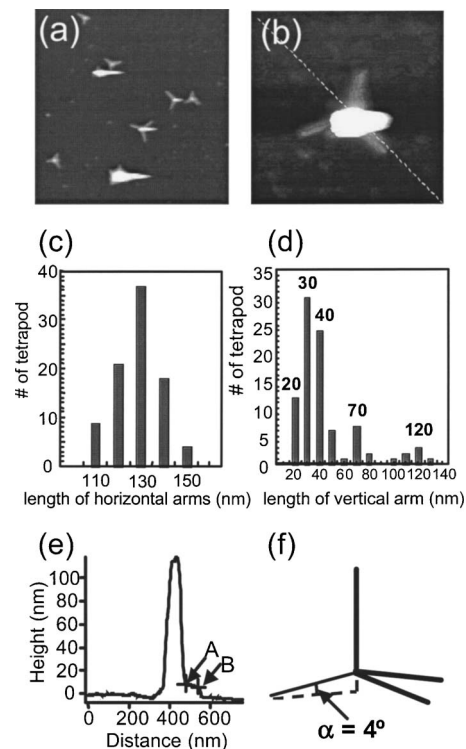 (a)
(b)
(c)
(d)
# of tetrapod
40
30
20
10
0
110 130 150
length of horizontal arms (nm)
# of tetrapod
35
30
25
20
15
10
5
0
20
30
40
70
120
20 40 60 80 100 120 140
length of vertical arm (nm)
(e)
(f)
Height (nm)
100
80
60
40
20
0
A
B
0 200 400 600
Distance (nm)
α = 4º